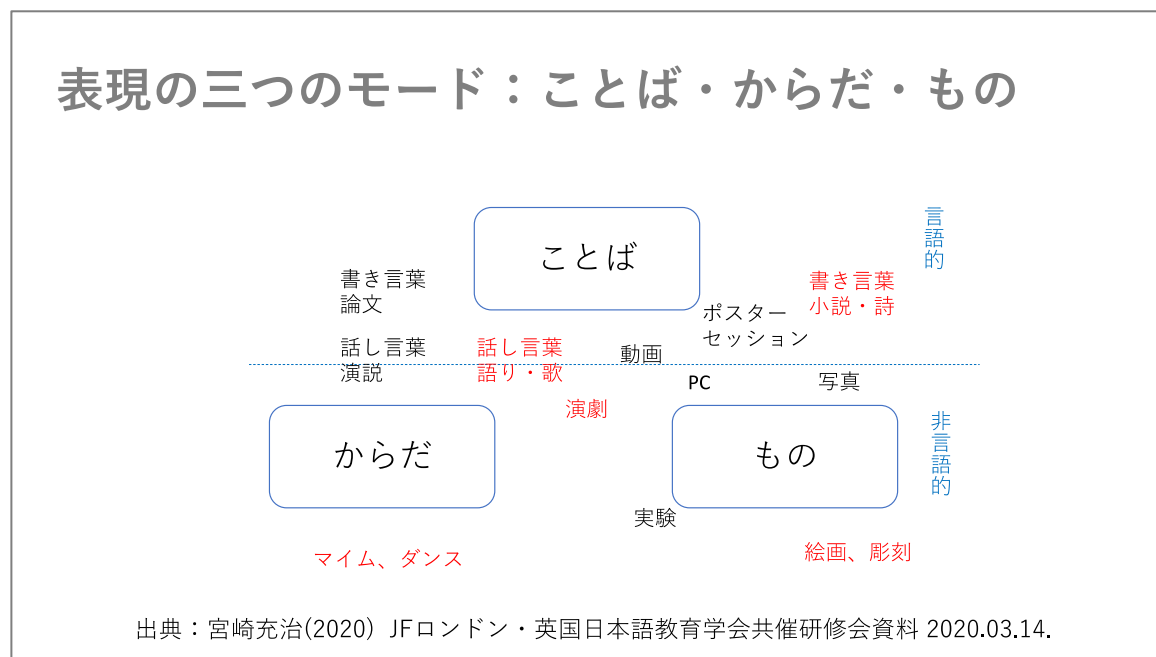 表現の三つのモード：ことば・からだ・もの
ことば
言語的
書き言葉
論文
書き言葉
小説・詩
ポスター
セッション
話し言葉
演説
話し言葉
語り・歌
動画
PC
写真
演劇
からだ
もの
非言語的
実験
マイム、ダンス
絵画、彫刻
出典：宮崎充治(2020) JFロンドン・英国日本語教育学会共催研修会資料 2020.03.14.